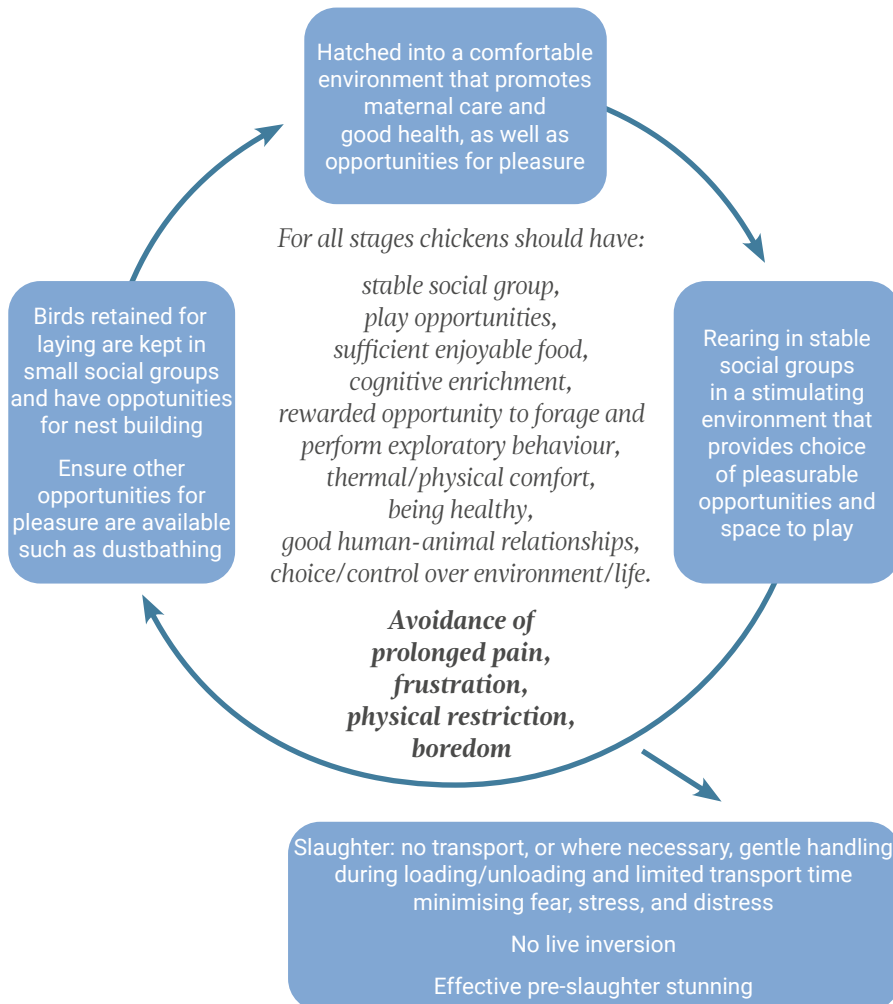 Hatched into a comfortable
environment that promotes
maternal care and
good health, as well as
opportunities for pleasure
For all stages chickens should have:
stable social group,
play opportunities,
sufficient enjoyable food,
cognitive enrichment,
rewarded opportunity to forage and
perform exploratory behaviour,
thermal/physical comfort,
being healthy,
good human-animal relationships,
choice/control over environment/life.
Avoidance of
prolonged pain,
frustration,
physical restriction,
boredom
Rearing in stable
social groups
in a stimulating
environment that
provides choice
of pleasurable
opportunities and
space to play
Slaughter: no transport, or where necessary, gentle handling
during loading/unloading and limited transport time
minimising fear, stress, and distress
No live inversion
Effective pre-slaughter stunning
Birds retained for
laying are kept in
small social groups
and have oppotunities
for nest building
Ensure other
opportunities for
pleasure are available
such as dustbathing